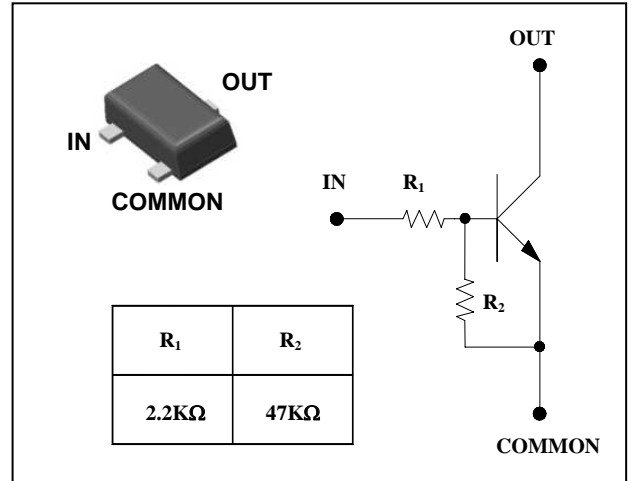 OUT
IN
COMMON
OUT
IN
R₁
R₂
COMMON
R₁ R₂
2.2KΩ 47KΩ